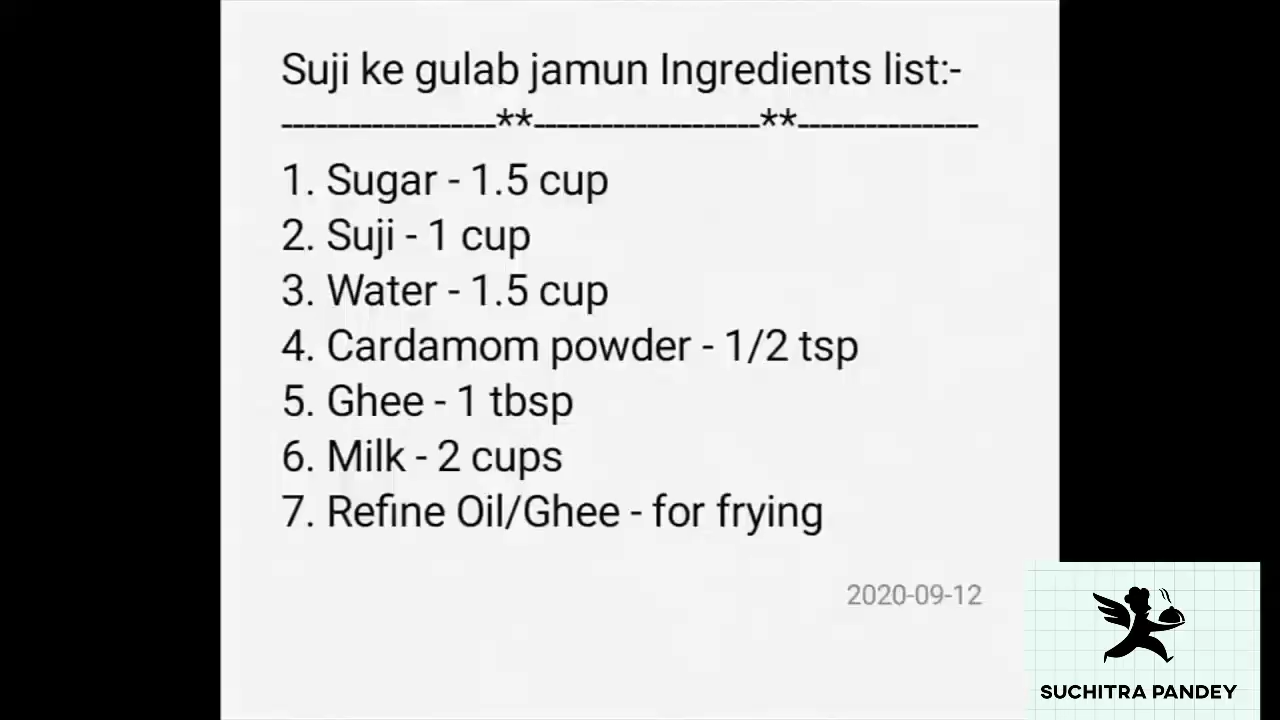 Suji ke gulab jamun Ingredients list:-
___________________**____________________**________________
1. Sugar - 1.5 cup
2. Suji - 1 cup
3. Water - 1.5 cup
4. Cardamom powder - 1/2 tsp
5. Ghee - 1 tbsp
6. Milk - 2 cups
7. Refine Oil/Ghee - for frying
2020-09-12
SUCHITRA PANDEY